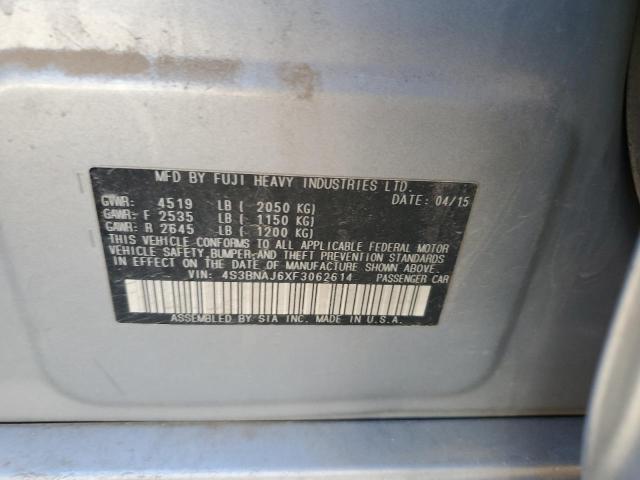 MFD BY FUJI HEAVY INDUSTRIES LTD.
DATE: 04/15
GVWR: 4519 LB ( 2050 KG)
GAWR: F 2535 LB ( 1150 KG)
GAWR: R 2645 LB ( 1200 KG)
THIS VEHICLE CONFORMS TO ALL APPLICABLE FEDERAL MOTOR
VEHICLE SAFETY,BUMPER,AND THEFT PREVENTION STANDARDS
IN EFFECT ON THE DATE OF MANUFACTURE SHOWN ABOVE.
VIN: 4S3BNAJ6XF3062614 PASSENGER CAR
ASSEMBLED BY SIA INC. MADE IN U.S.A.